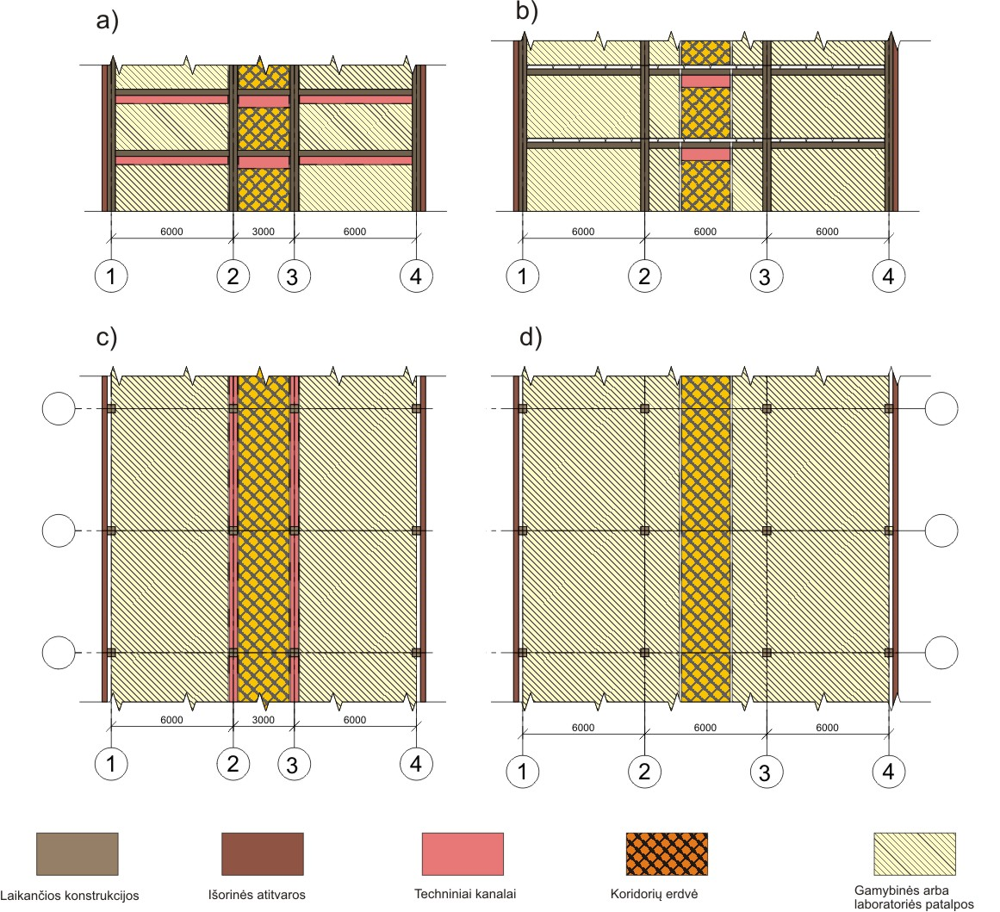 a)
b)
6000 3000 6000
6000 6000 6000
1 2 3 4
1 2 3 4
c)
d)
6000 3000 6000
6000 6000 6000
1 2 3 4
1 2 3 4
Laikančios konstrukcijos
Išorinės atitvaros
Techniniai kanalai
Koridorių erdvė
Gamybinės arba
laboratoriės patalpos